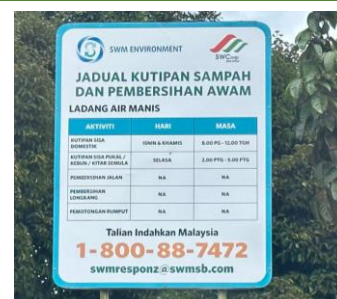 SWM ENVIRONMENT
SWCorp
JADUAL KUTIPAN SAMPAH
DAN PEMBERSIHAN AWAM
LADANG AIR MANIS
AKTIVITI HARI MASA
KUTIPAN SISA
DOMESTIK
ISNIN & KHAMIS 8.00 PG - 12.00 TGH
KUTIPAN SISA PUKAL /
KEBUN / KITAR SEMULA
SELASA 2.00 PTG - 5.00 PTG
PEMBERSIHAN JALAN NA NA
PEMBERSIHAN
LONGKANG
NA NA
PEMOTONGAN RUMPUT NA NA
Talian Indahkan Malaysia
1-800-88-7472
swmresponz@swmsb.com